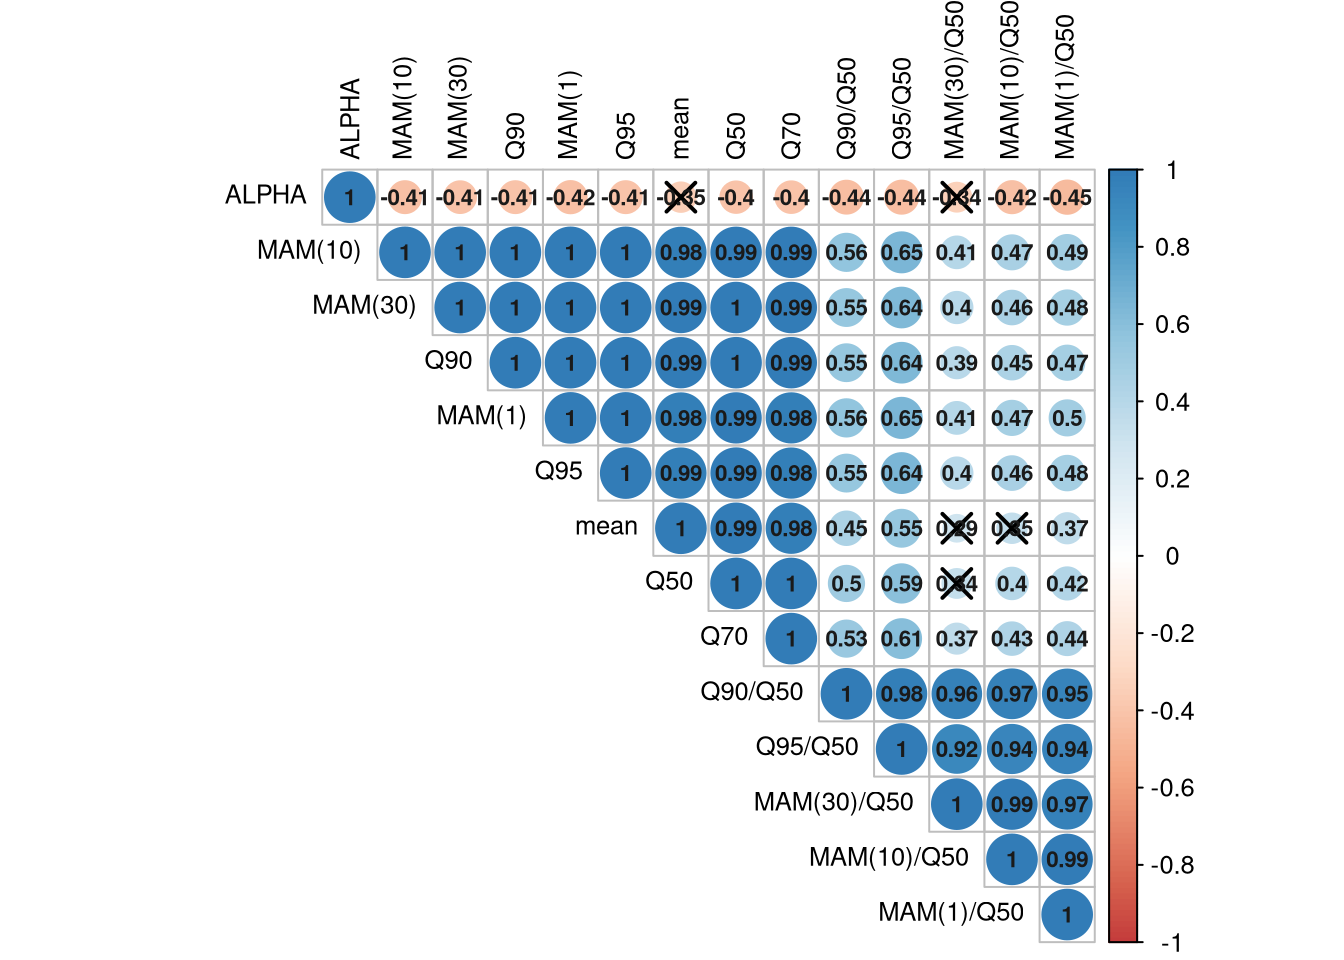 ALPHA MAM(10) MAM(30) Q90 MAM(1) Q95 mean Q50 Q70 Q90/Q50 Q95/Q50 MAM(30)/Q50 MAM(10)/Q50 MAM(1)/Q50
ALPHA 1 -0.41 -0.41 -0.41 -0.42 -0.41 -0.4 -0.4 -0.44 -0.44 -0.42 -0.45
MAM(10) 1 1 1 1 1 0.98 0.99 0.99 0.56 0.65 0.41 0.47 0.49
MAM(30) 1 1 1 1 0.99 1 0.99 0.55 0.64 0.4 0.46 0.48
Q90 1 1 1 0.99 1 0.99 0.55 0.64 0.39 0.45 0.47
MAM(1) 1 1 0.98 0.99 0.98 0.56 0.65 0.41 0.47 0.5
Q95 1 0.99 0.99 0.98 0.55 0.64 0.4 0.46 0.48
mean 1 0.99 0.98 0.45 0.55 0.37
Q50 1 1 0.5 0.59 0.4 0.42
Q70 1 0.53 0.61 0.37 0.43 0.44
Q90/Q50 1 0.98 0.96 0.97 0.95
Q95/Q50 1 0.92 0.94 0.94
MAM(30)/Q50 1 0.99 0.97
MAM(10)/Q50 1 0.99
MAM(1)/Q50 1
1
0.8
0.6
0.4
0.2
0
-0.2
-0.4
-0.6
-0.8
-1